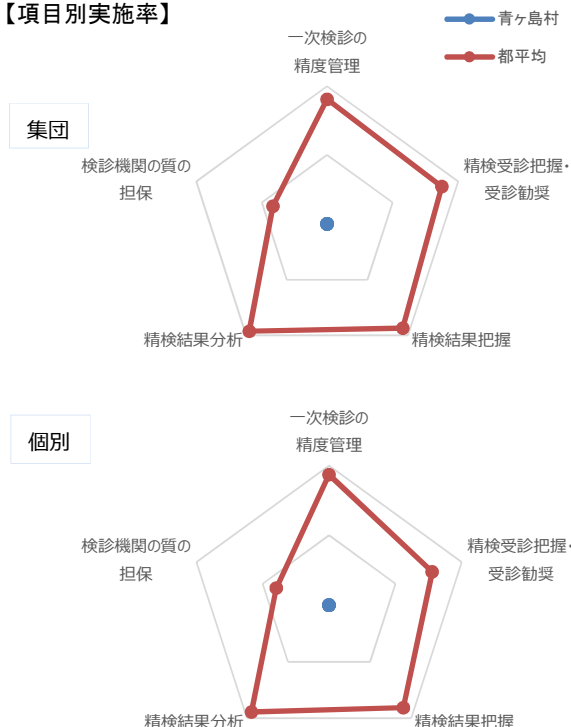 【項目別実施率】
青ヶ島村
都平均
集団
一次検診の
精度管理
精検受診把握・
受診勧奨
精検結果把握
精検結果分析
検診機関の質の
担保
個別
一次検診の
精度管理
精検受診把握・
受診勧奨
精検結果把握
精検結果分析
検診機関の質の
担保